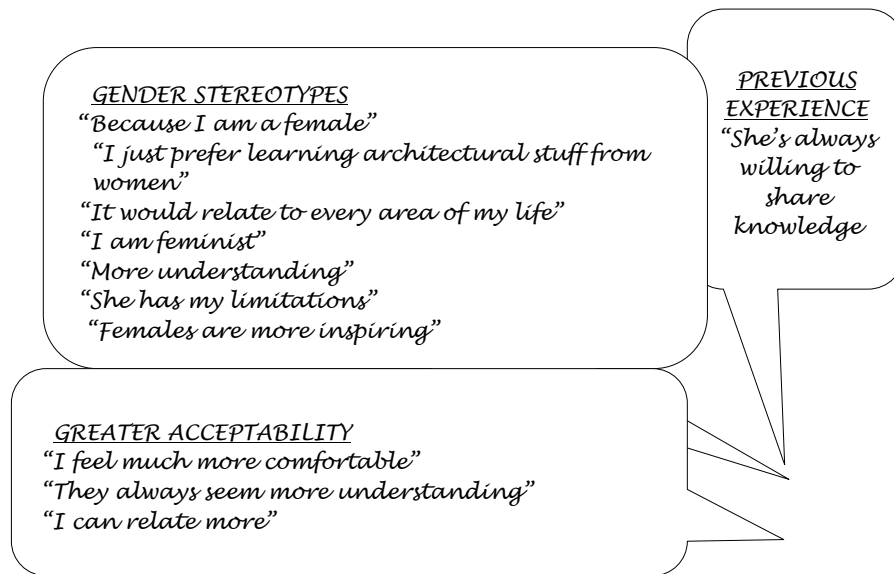 GENDER STEREOTYPES
“Because I am a female”
“I just prefer learning architectural stuff from
women”
“It would relate to every area of my life”
“I am feminist”
“More understanding”
“She has my limitations”
“Females are more inspiring”
PREVIOUS
EXPERIENCE
“She’s always
willing to
share
knowledge
GREATER ACCEPTABILITY
“I feel much more comfortable”
“They always seem more understanding”
“I can relate more”